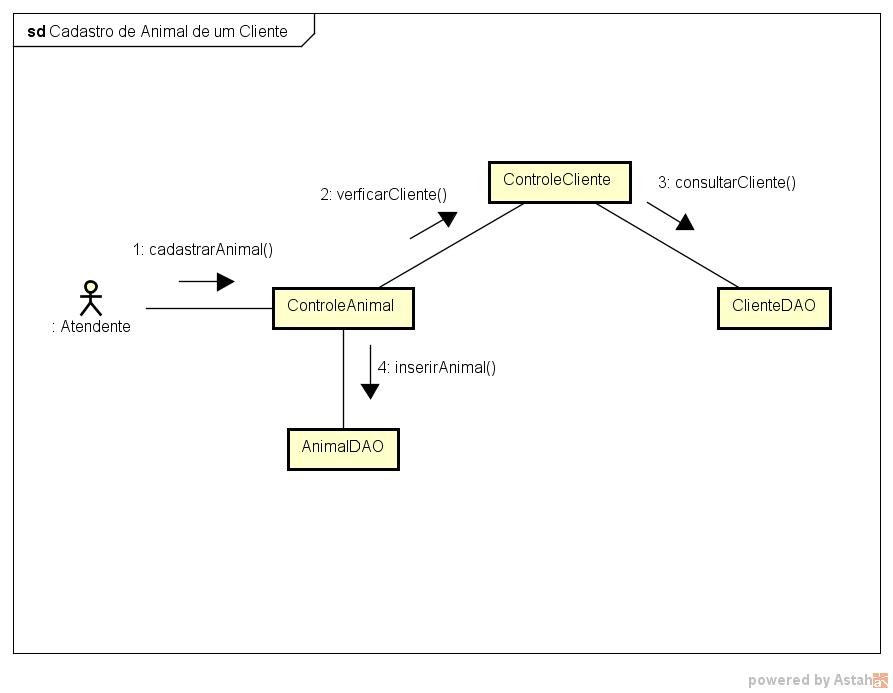 sd Cadastro de Animal de um Cliente
ControleCliente
3: consultarCliente()
2: verficarCliente()
1: cadastrarAnimal()
ControleAnimal
ClienteDAO
: Atendente
4: inserirAnimal()
AnimalDAO
powered by Astah